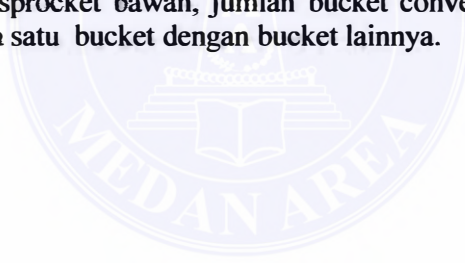 sprocket bawah, jumlah bucket conve
satu bucket dengan bucket lainnya.
MEDAN AREA